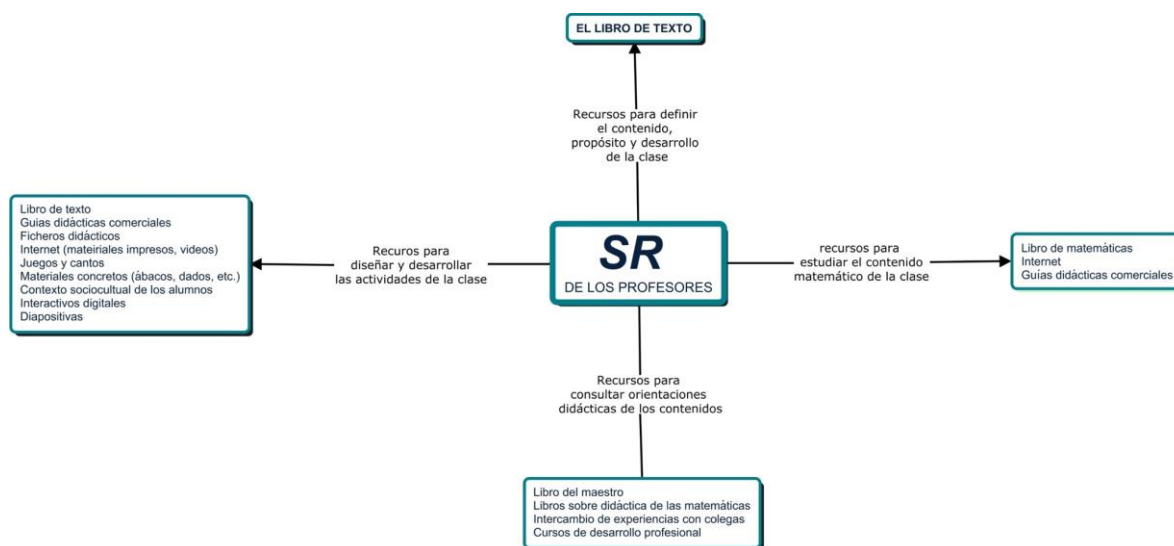 EL LIBRO DE TEXTO
Recursos para definir
el contenido,
propósito y desarrollo
de la clase
Libro de texto
Guias didácticas comerciales
Ficheros didácticos
Internet (mateiriales impresos, videos)
Juegos y cantos
Materiales concretos (ábacos, dados, etc.)
Contexto sociocultual de los alumnos
Interactivos digitales
Diapositivas
Recuros para
diseñar y desarrollar
las actividades de la clase
SR
DE LOS PROFESORES
recursos para
estudiar el contenido
matemático de la clase
Libro de matemáticas
Internet
Guías didácticas comerciales
Recursos para
consultar orientaciones
didácticas de los contenidos
Libro del maestro
Libros sobre didáctica de las matemáticas
Intercambio de experiencias con colegas
Cursos de desarrollo profesional